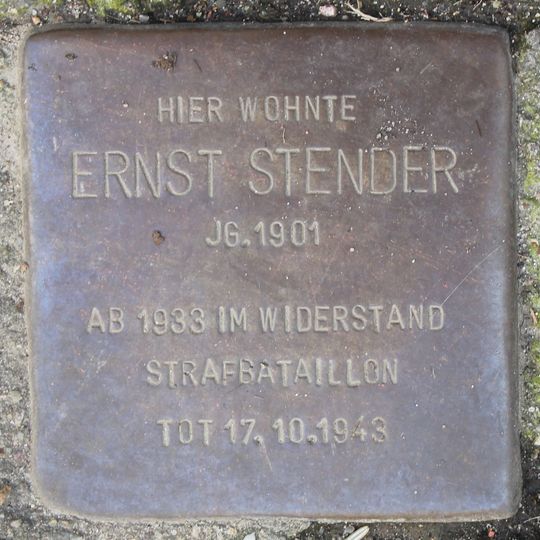 HIER WOHNTE
ERNST STENDER
JG. 1901
AB 1933 IM WIDERSTAND
STRAFBATAILLON
TOT 17. 10. 1943